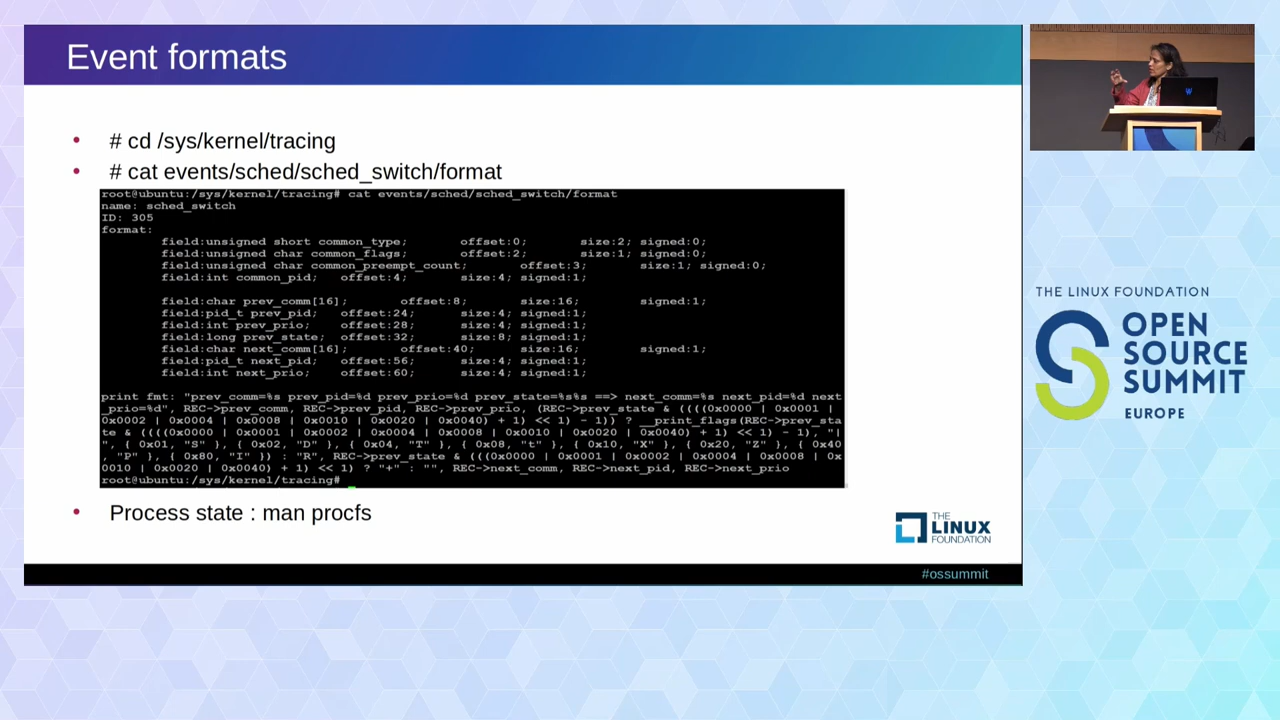 Event formats
• # cd /sys/kernel/tracing
• # cat events/sched/sched_switch/format
root@ubuntu:/sys/kernel/tracing# cat events/sched/sched_switch/format
name: sched_switch
ID: 305
format:
field:unsigned short common_type; offset:0; size:2; signed:0;
field:unsigned char common_flags; offset:2; size:1; signed:0;
field:unsigned char common_preempt_count; offset:3; size:1; signed:0;
field:int common_pid; offset:4; size:4; signed:1;
field:char prev_comm[16]; offset:8; size:16; signed:1;
field:pid_t prev_pid; offset:24; size:4; signed:1;
field:int prev_prio; offset:28; size:4; signed:1;
field:long prev_state; offset:32; size:8; signed:1;
field:char next_comm[16]; offset:40; size:16; signed:1;
field:pid_t next_pid; offset:56; size:4; signed:1;
field:int next_prio; offset:60; size:4; signed:1;
print fmt: "prev_comm=%s prev_pid=%d prev_prio=%d prev_state=%s%s ==> next_comm=%s next_pid=%d next
_prio=%d", REC->prev_comm, REC->prev_pid, REC->prev_prio, (REC->prev_state & ((((0x0000 | 0x0001 |
0x0002 | 0x0004 | 0x0008 | 0x0010 | 0x0020 | 0x0040) + 1) << 1) - 1)) ? __print_flags(REC->prev_sta
te & ((((0x0000 | 0x0001 | 0x0002 | 0x0004 | 0x0008 | 0x0010 | 0x0020 | 0x0040) + 1) << 1) - 1), "|
", { 0x01, "S" }, { 0x02, "D" }, { 0x04, "T" }, { 0x08, "t" }, { 0x10, "X" }, { 0x20, "Z" }, { 0x40
, "P" }, { 0x80, "I" }) : "R", REC->prev_state & (((0x0000 | 0x0001 | 0x0002 | 0x0004 | 0x0008 | 0x
0010 | 0x0020 | 0x0040) + 1) << 1) ? "+" : "", REC->next_comm, REC->next_pid, REC->next_prio
root@ubuntu:/sys/kernel/tracing#
• Process state : man procfs
THE
LINUX
FOUNDATION
#ossummit
THE LINUX FOUNDATION
OPEN
SOURCE
SUMMIT
EUROPE